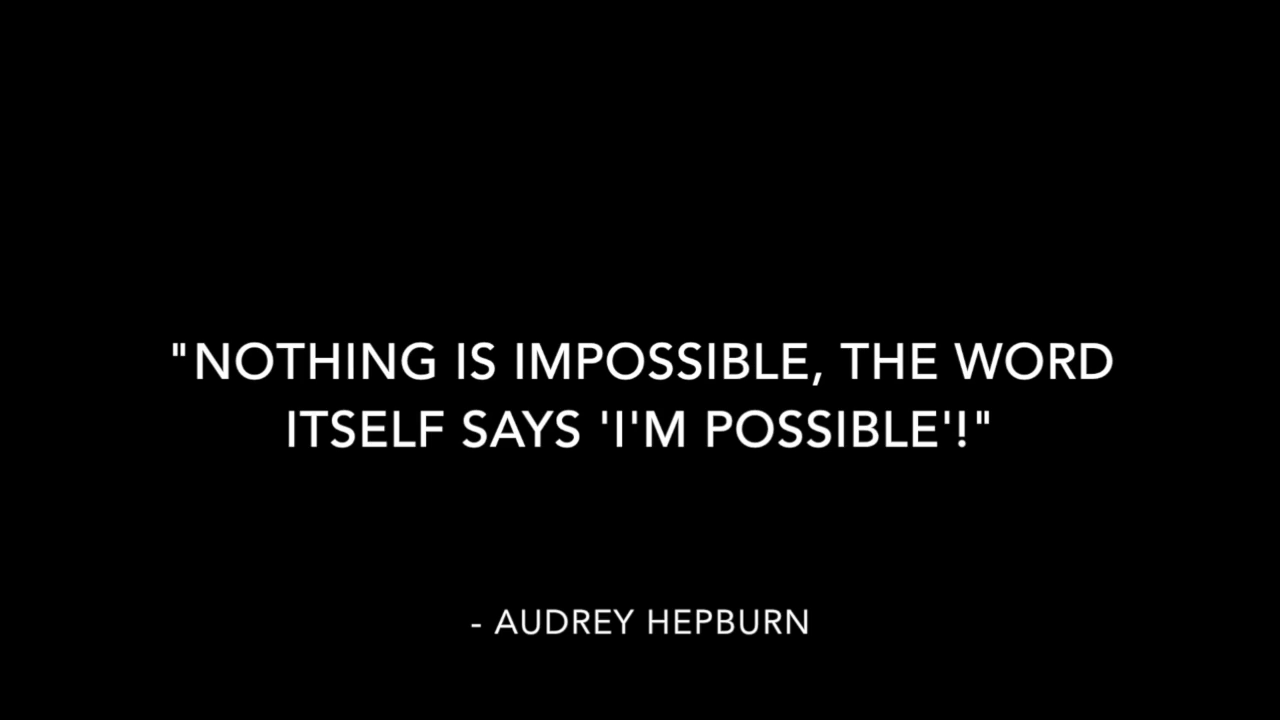 "NOTHING IS IMPOSSIBLE, THE WORD
ITSELF SAYS 'I'M POSSIBLE'!"
- AUDREY HEPBURN